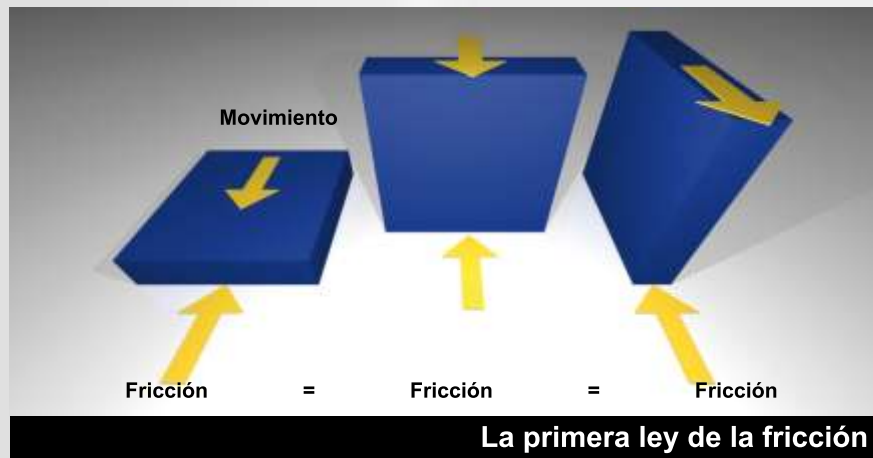 Movimiento
Fricción = Fricción = Fricción
La primera ley de la fricción